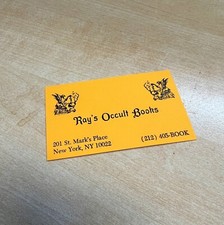 Ray's Occult Books
201 St. Mark's Place
New York, NY 10022
(212) 405-BOOK